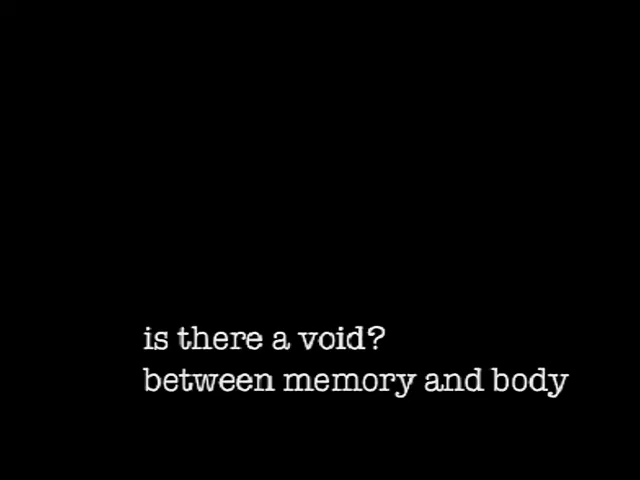 is there a void?
between memory and body